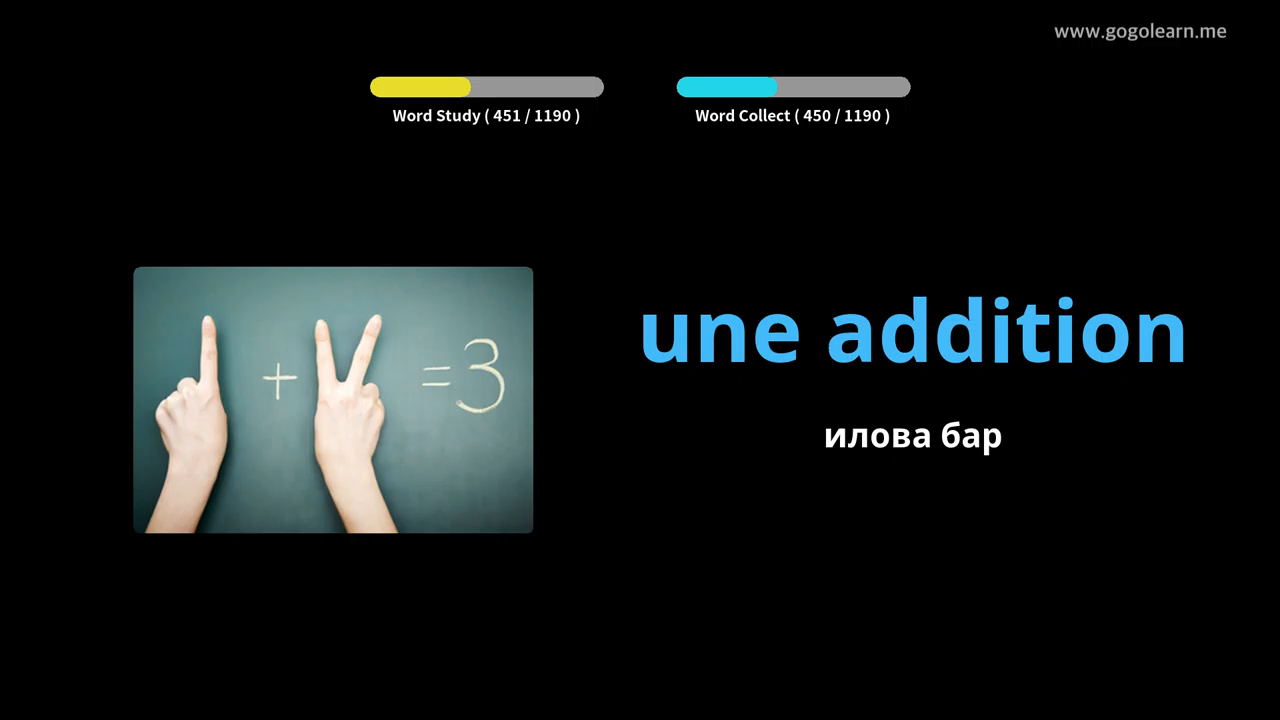 www.gogolearn.me
Word Study ( 451 / 1190 )
Word Collect ( 450 / 1190 )
+ = 3
une addition
илова бар